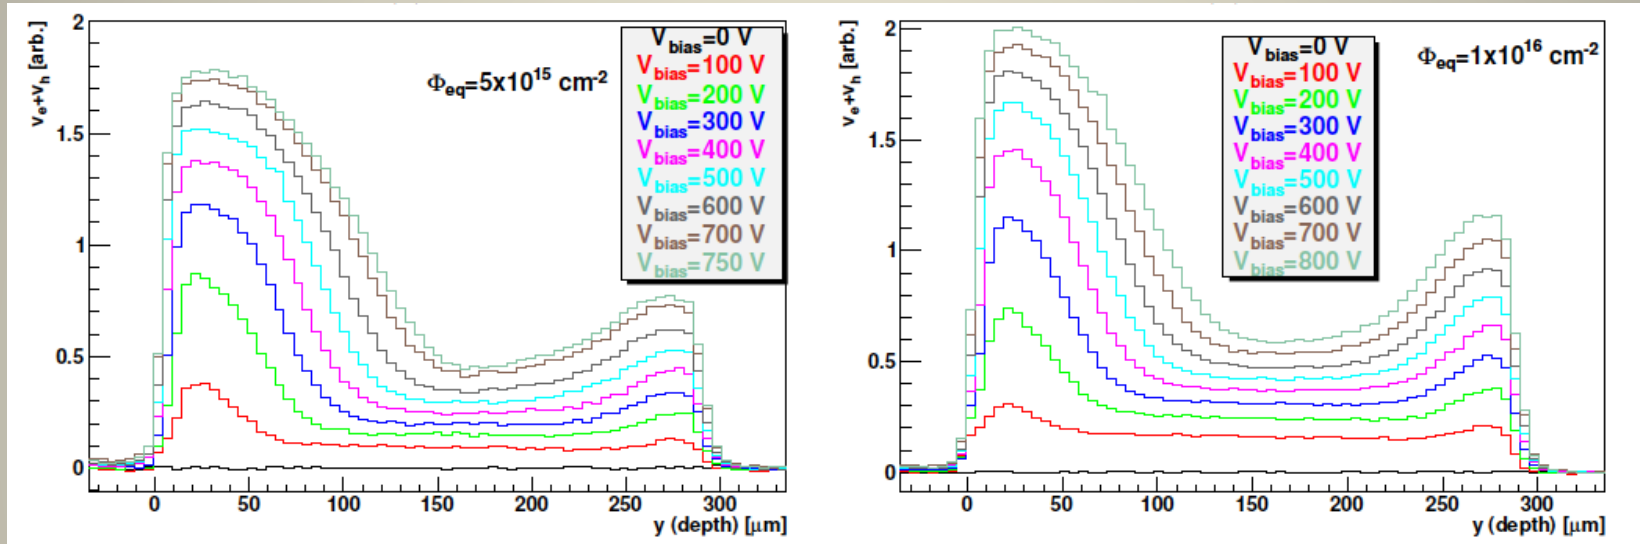 2
1.5
1
0.5
0
v_e+v_h [arb.]
Φ_eq=5x10^15 cm^-2
V_bias=0 V
V_bias=100 V
V_bias=200 V
V_bias=300 V
V_bias=400 V
V_bias=500 V
V_bias=600 V
V_bias=700 V
V_bias=750 V
0 50 100 150 200 250 300
y (depth) [μm]
2
1.5
1
0.5
0
v_e+v_h [arb.]
Φ_eq=1x10^16 cm^-2
V_bias=0 V
V_bias=100 V
V_bias=200 V
V_bias=300 V
V_bias=400 V
V_bias=500 V
V_bias=600 V
V_bias=700 V
V_bias=800 V
0 50 100 150 200 250 300
y (depth) [μm]